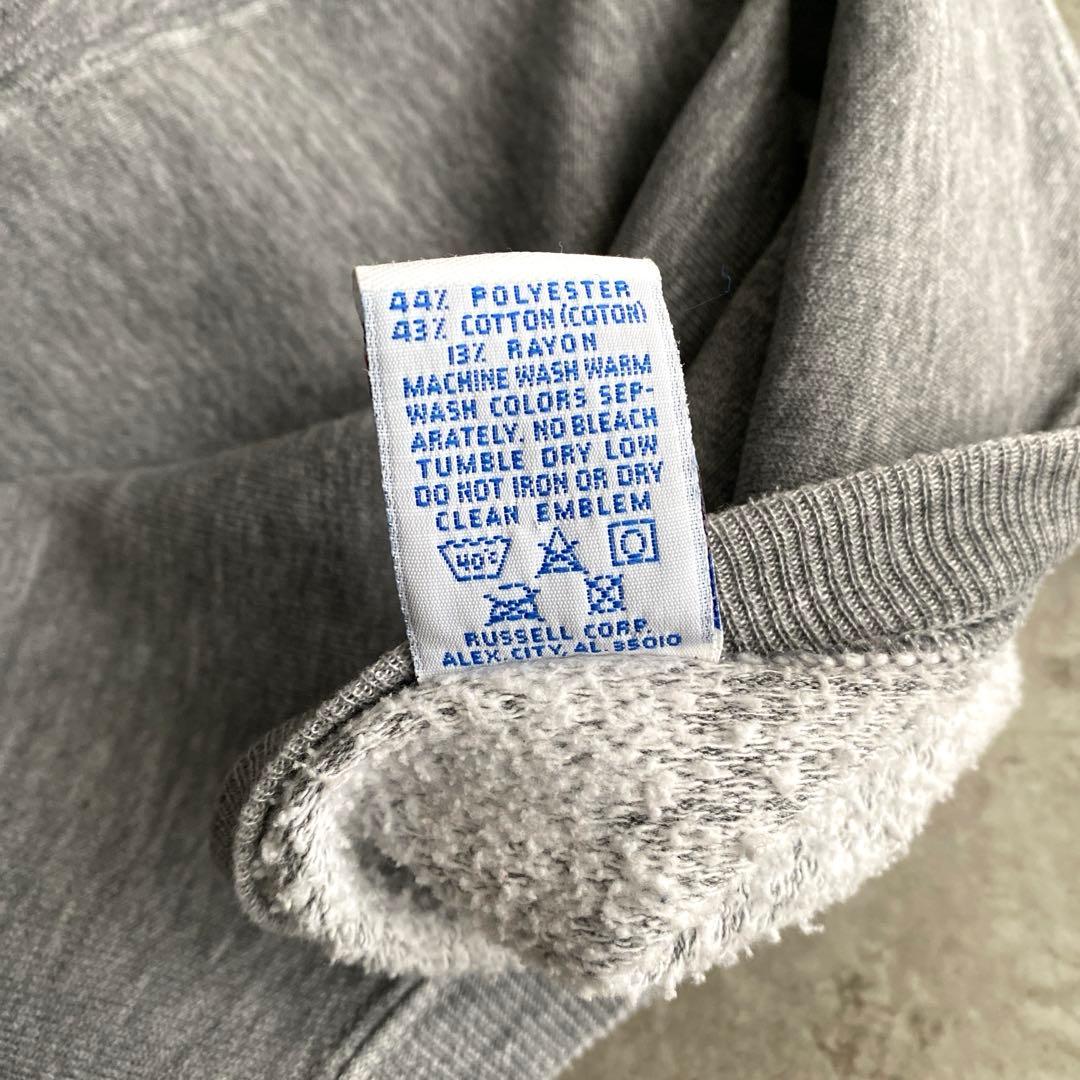 44% POLYESTER
43% COTTON (COTON)
13% RAYON
MACHINE WASH WARM
WASH COLORS SEP-
ARATELY. NO BLEACH
TUMBLE DRY LOW
DO NOT IRON OR DRY
CLEAN EMBLEM
40°C
RUSSELL CORP.
ALEX. CITY, AL. 35010